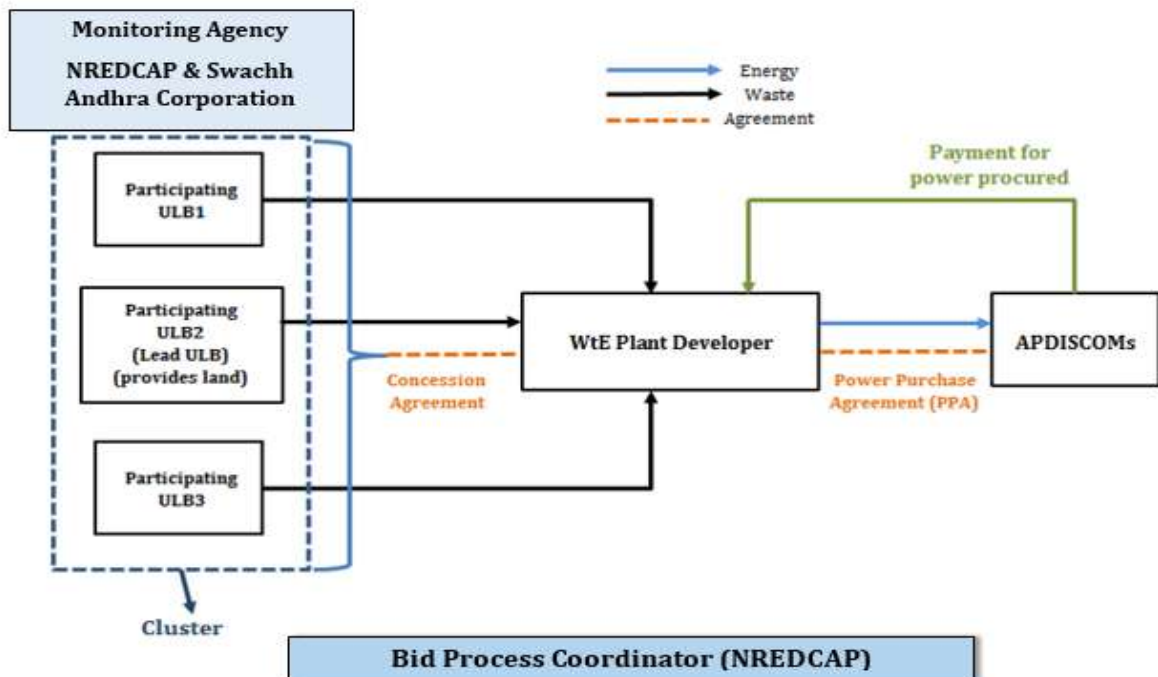 Monitoring Agency
NREDCAP & Swachh
Andhra Corporation
Energy
Waste
Agreement
Payment for
power procured
Participating
ULB1
Participating
ULB2
(Lead ULB)
(provides land)
Participating
ULB3
Concession
Agreement
WtE Plant Developer
Power Purchase
Agreement (PPA)
APDISCOMs
Cluster
Bid Process Coordinator (NREDCAP)